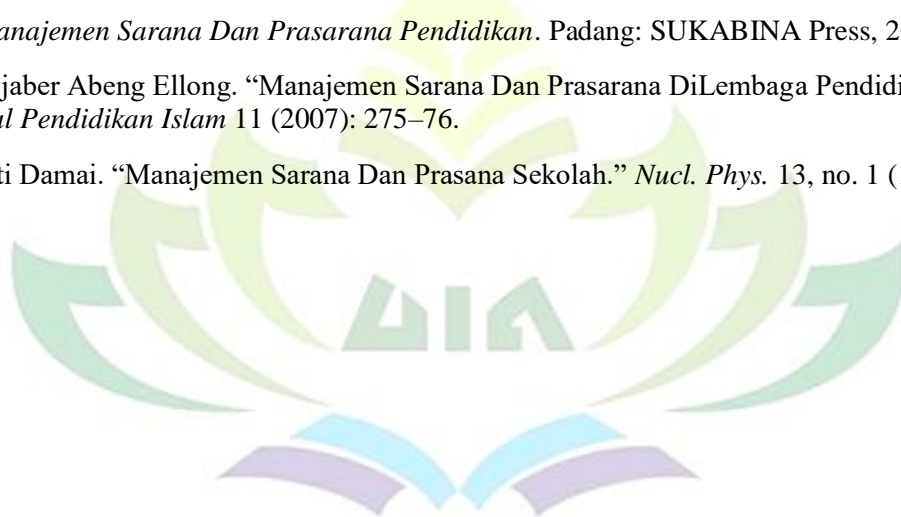 anajemen Sarana Dan Prasarana Pendidikan. Padang: SUKABINA Press, 2
jaber Abeng Ellong. “Manajemen Sarana Dan Prasarana DiLembaga Pendidi
al Pendidikan Islam 11 (2007): 275–76.
ti Damai. “Manajemen Sarana Dan Prasana Sekolah.” Nucl. Phys. 13, no. 1 (
UIN